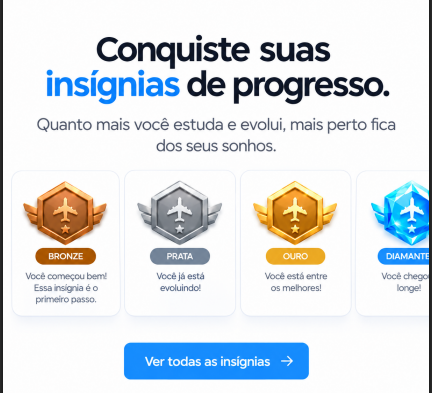 Conquiste suas
insígnias de progresso.
Quanto mais você estuda e evolui, mais perto fica
dos seus sonhos.
BRONZE
Você começou bem!
Essa insígnia é o
primeiro passo.
PRATA
Você já está
evoluindo!
OURO
Você está entre
os melhores!
DIAMANTE
Você chegou
longe!
Ver todas as insígnias